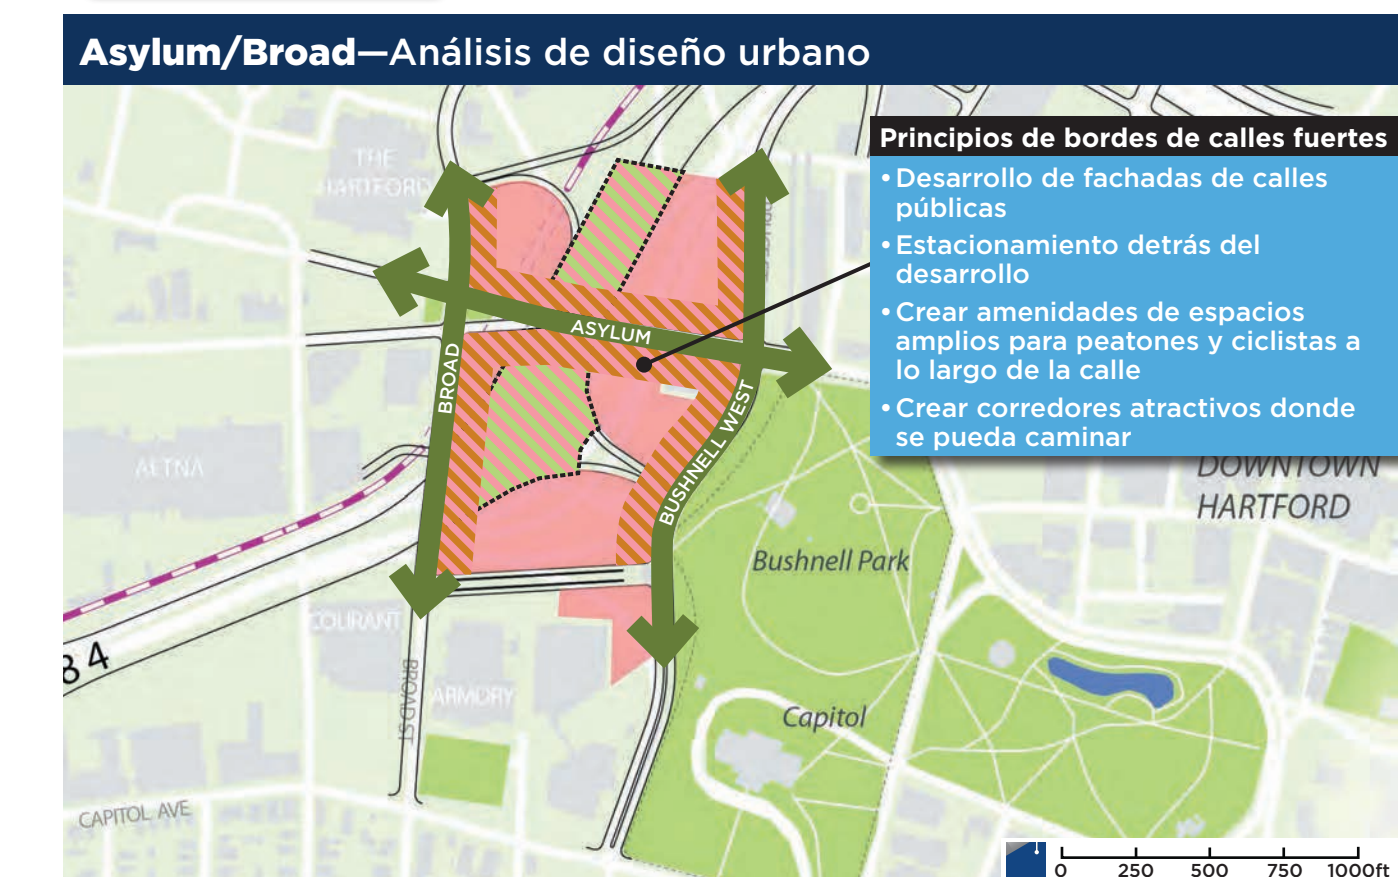 Asylum/Broad—Análisis de diseño urbano
Principios de bordes de calles fuertes
• Desarrollo de fachadas de calles
públicas
• Estacionamiento detrás del
desarrollo
• Crear amenidades de espacios
amplios para peatones y ciclistas a
lo largo de la calle
• Crear corredores atractivos donde
se pueda caminar
THE
HARTFORD
ASYLUM
BROAD
BUSHNELL WEST
AETNA
DOWNTOWN
HARTFORD
Bushnell Park
COURANT
84
BROAD ST
ARMORY
Capitol
CAPITOL AVE
0 250 500 750 1000ft